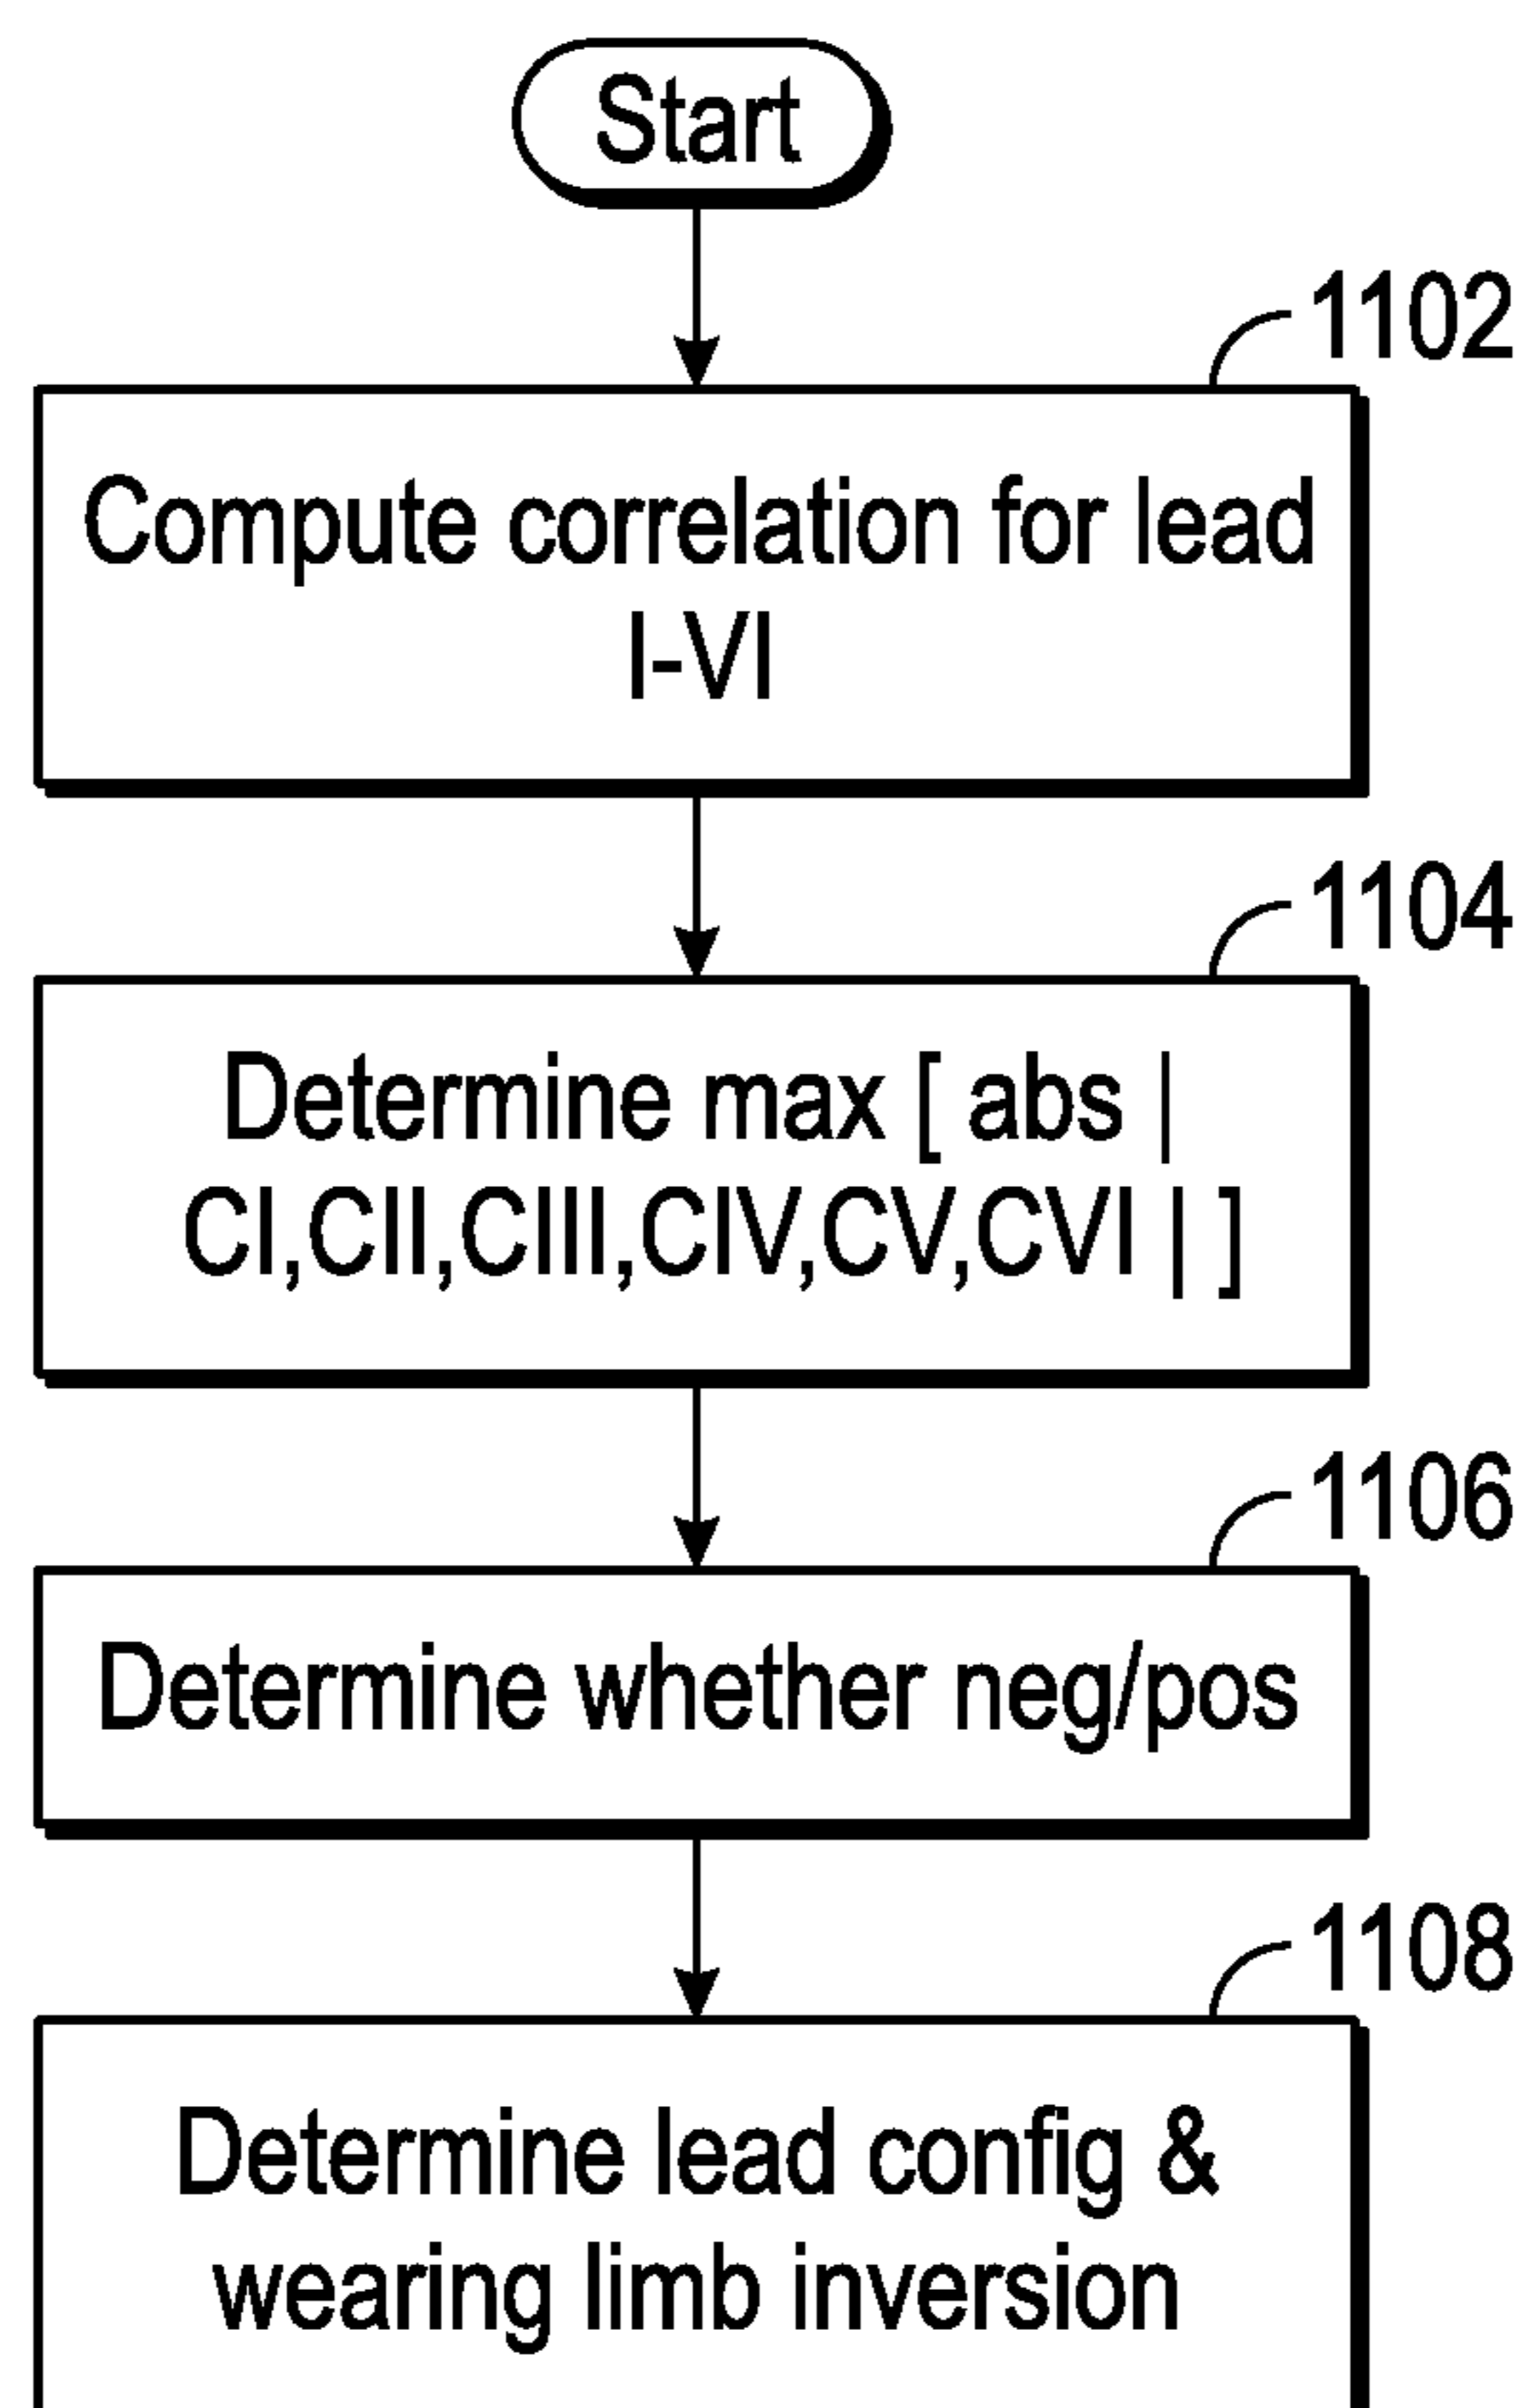 Start
1102
Compute correlation for lead
I-VI
1104
Determine max [ abs |
CI,CII,CIII,CIV,CV,CVI | ]
1106
Determine whether neg/pos
1108
Determine lead config &
wearing limb inversion